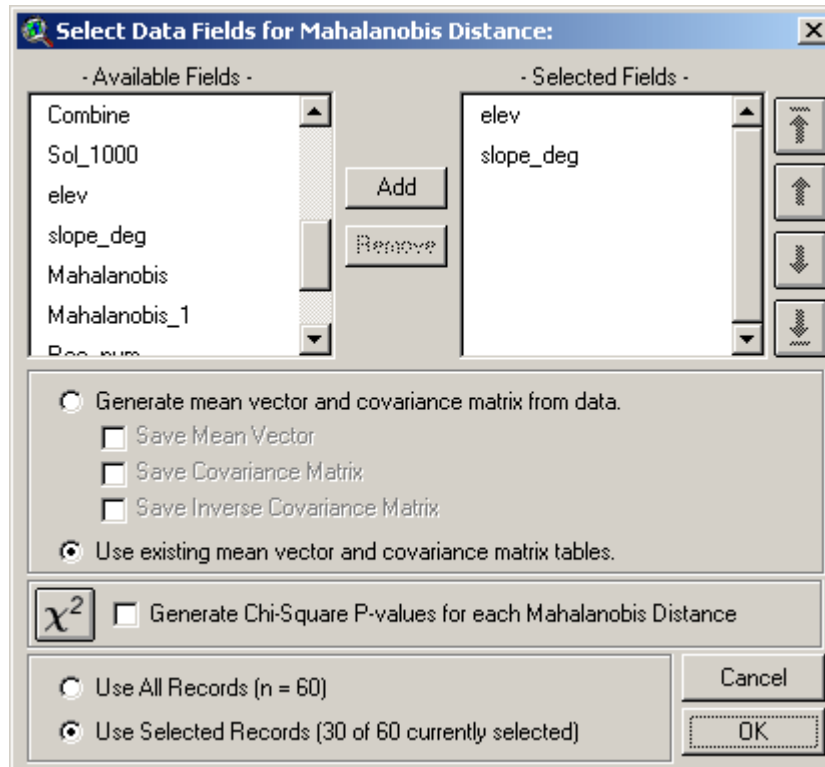 Select Data Fields for Mahalanobis Distance:
- Available Fields -
Combine
Sol_1000
elev
slope_deg
Mahalanobis
Mahalanobis_1
Add
Remove
- Selected Fields -
elev
slope_deg
Generate mean vector and covariance matrix from data.
Save Mean Vector
Save Covariance Matrix
Save Inverse Covariance Matrix
Use existing mean vector and covariance matrix tables.
χ²
Generate Chi-Square P-values for each Mahalanobis Distance
Use All Records (n = 60)
Use Selected Records (30 of 60 currently selected)
Cancel
OK